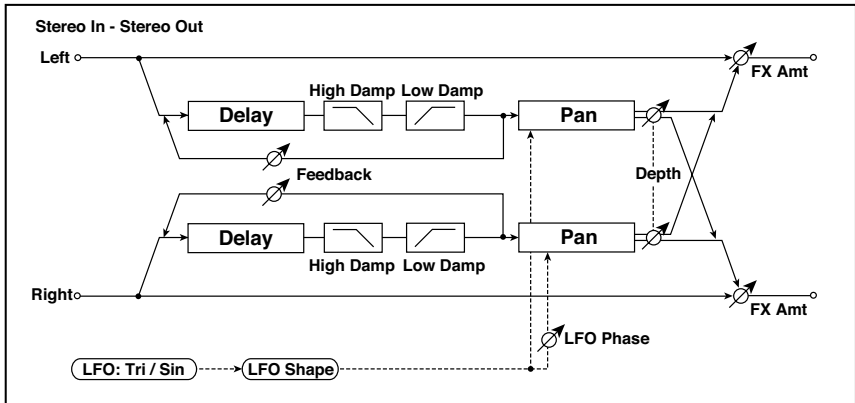 Stereo In - Stereo Out
Left
FX Amt
High Damp
Low Damp
Delay
Pan
Feedback
Depth
Delay
Pan
High Damp
Low Damp
Right
FX Amt
LFO Phase
LFO: Tri / Sin
LFO Shape